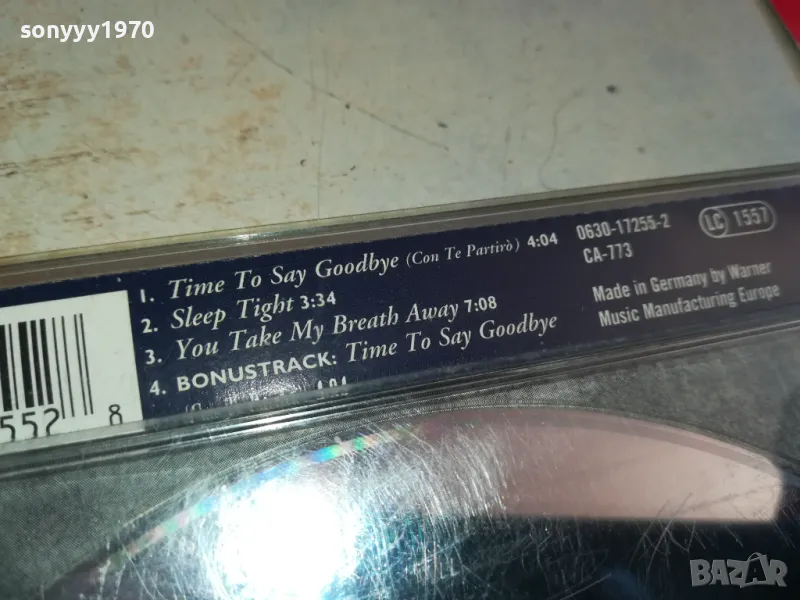 sonyyy1970
1. Time To Say Goodbye (Con Te Partirò) 4:04
2. Sleep Tight 3:34
3. You Take My Breath Away 7:08
4. BONUSTRACK: Time To Say Goodbye
0630-17255-2
CA-773
LC 1557
Made in Germany by Warner
Music Manufacturing Europe
552 8
BAZAR